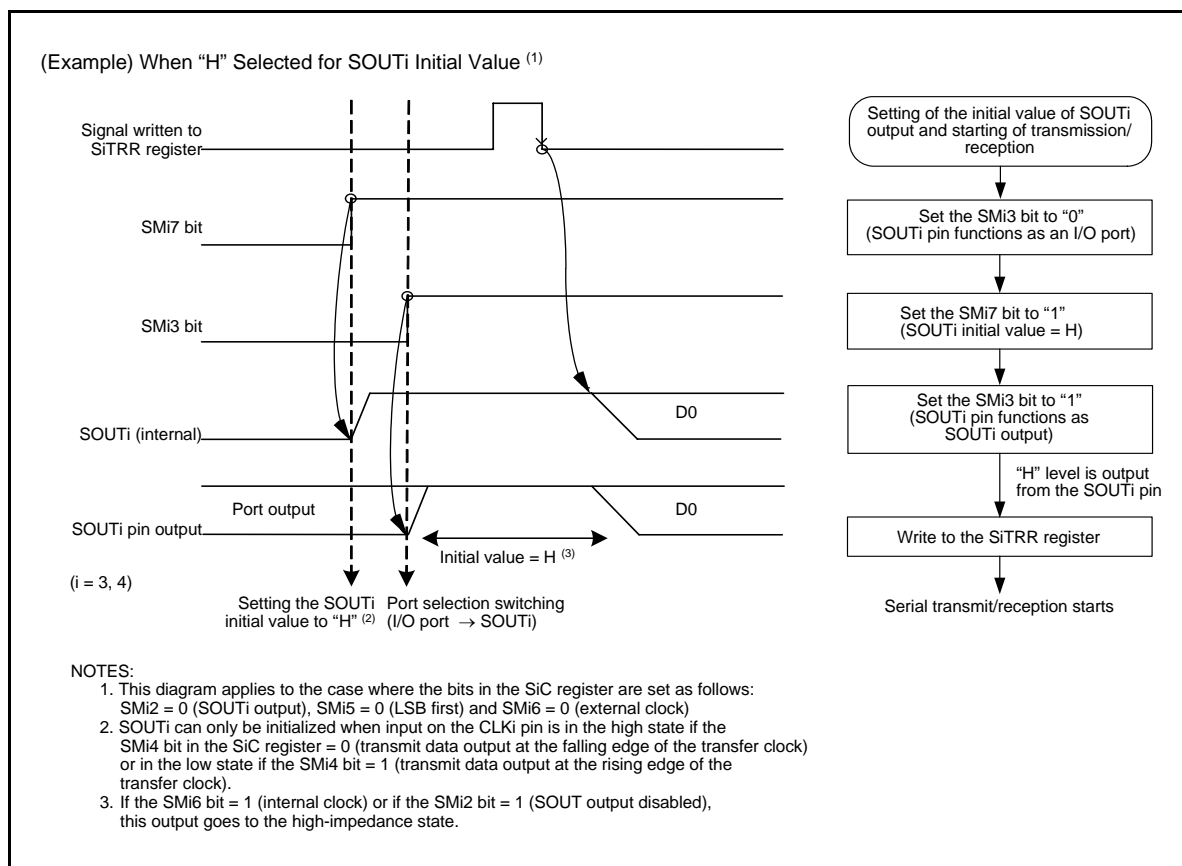 (Example) When “H” Selected for SOUTi Initial Value (1)
Signal written to
SiTRR register
SMi7 bit
SMi3 bit
SOUTi (internal)
D0
Port output
SOUTi pin output
D0
Initial value = H (3)
(i = 3, 4)
Setting the SOUTi
initial value to “H” (2)
Port selection switching
(I/O port → SOUTi)
Setting of the initial value of SOUTi
output and starting of transmission/
reception
Set the SMi3 bit to “0”
(SOUTi pin functions as an I/O port)
Set the SMi7 bit to “1”
(SOUTi initial value = H)
Set the SMi3 bit to “1”
(SOUTi pin functions as
SOUTi output)
“H” level is output
from the SOUTi pin
Write to the SiTRR register
Serial transmit/reception starts
NOTES:
1. This diagram applies to the case where the bits in the SiC register are set as follows:
SMi2 = 0 (SOUTi output), SMi5 = 0 (LSB first) and SMi6 = 0 (external clock)
2. SOUTi can only be initialized when input on the CLKi pin is in the high state if the
SMi4 bit in the SiC register = 0 (transmit data output at the falling edge of the transfer clock)
or in the low state if the SMi4 bit = 1 (transmit data output at the rising edge of the
transfer clock).
3. If the SMi6 bit = 1 (internal clock) or if the SMi2 bit = 1 (SOUT output disabled),
this output goes to the high-impedance state.